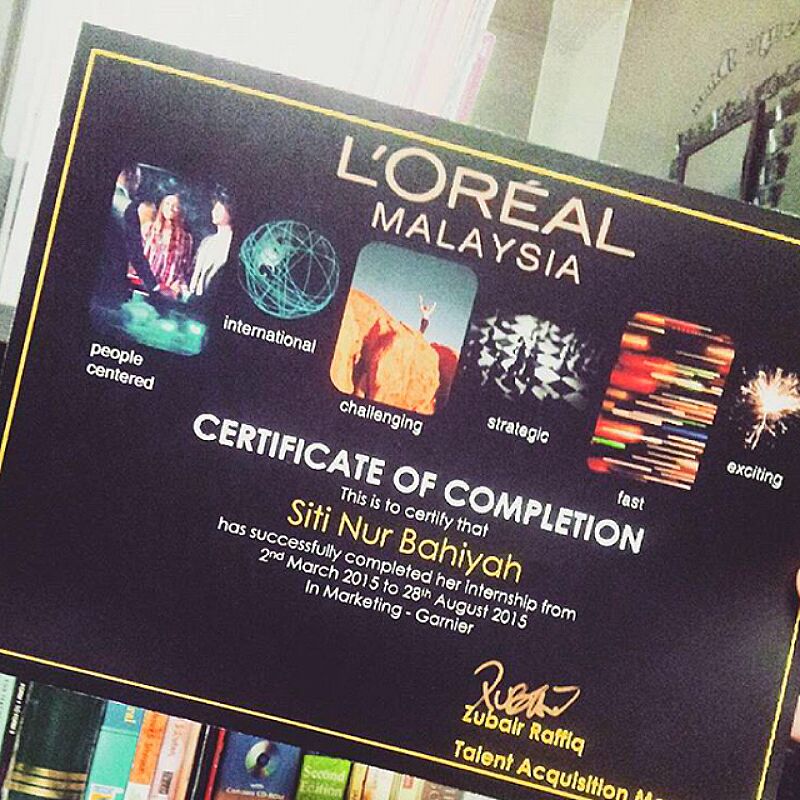 L'ORÉAL
MALAYSIA
people
centered
international
challenging
strategic
fast
exciting
CERTIFICATE OF COMPLETION
This is to certify that
Siti Nur Bahiyah
has successfully completed her internship from
2nd March 2015 to 28th August 2015
In Marketing - Garnier
Zubair Raffiq
Talent Acquisition
Second
Edition